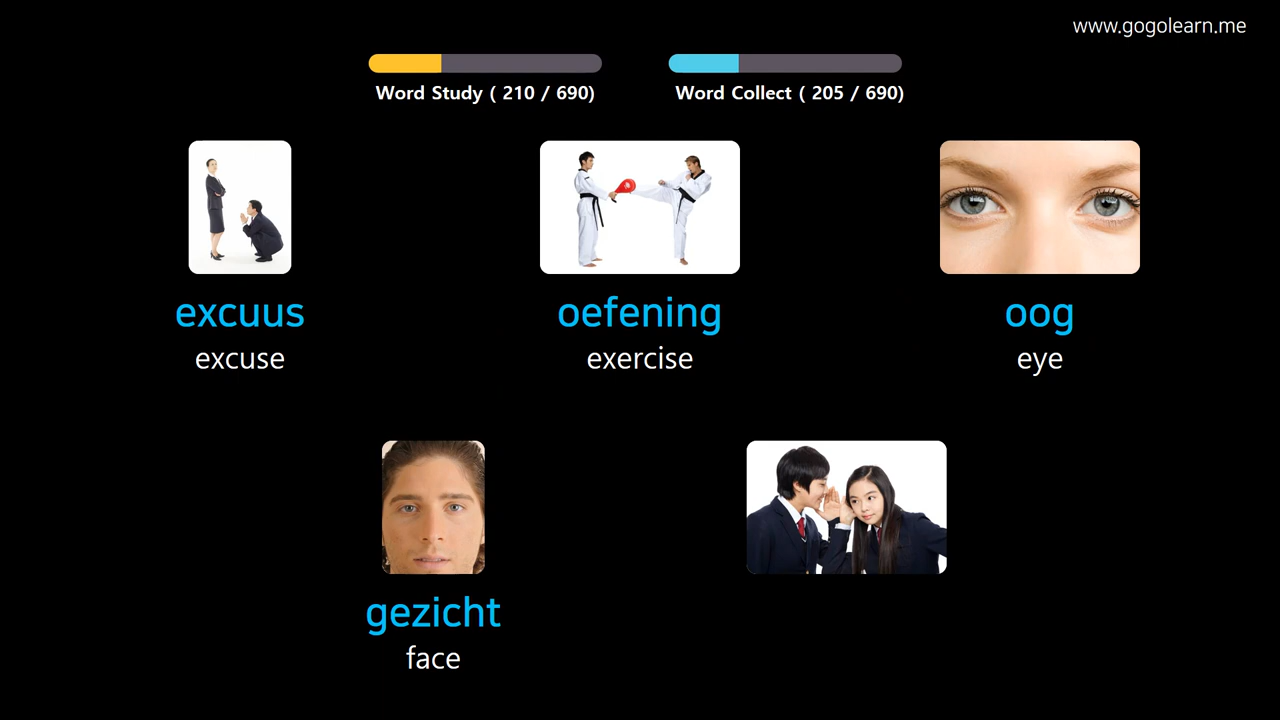 www.gogolearn.me
Word Study ( 210 / 690)
Word Collect ( 205 / 690)
excuus
excuse
oefening
exercise
oog
eye
gezicht
face